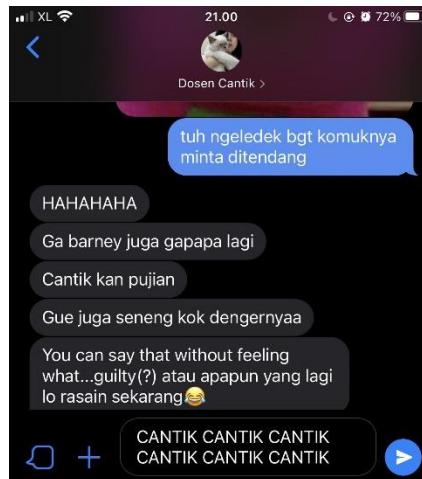 XL
21.00
72%
Dosen Cantik >
tuh ngeledek bgt komuknya
minta ditendang
HAHAHAHA
Ga barney juga gapapa lagi
Cantik kan pujian
Gue juga seneng kok dengernyaa
You can say that without feeling
what...guilty(?) atau apapun yang lagi
lo rasain sekarang😂
CANTIK CANTIK CANTIK
CANTIK CANTIK CANTIK